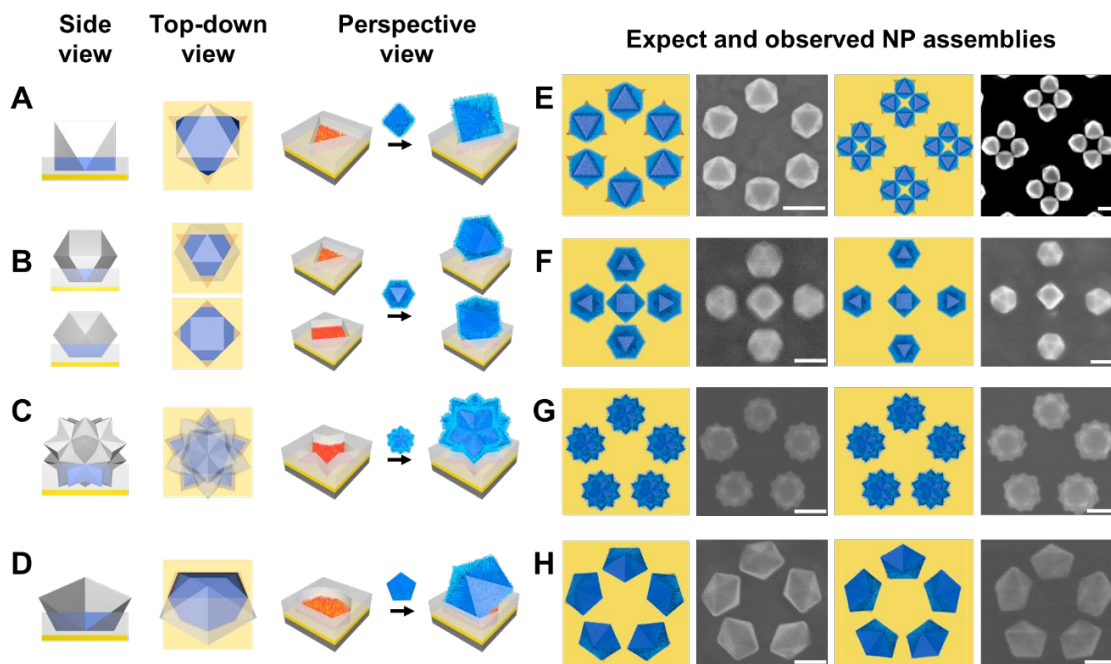 Side
view
Top-down
view
Perspective
view
Expect and observed NP assemblies
A
E
B
F
C
G
D
H